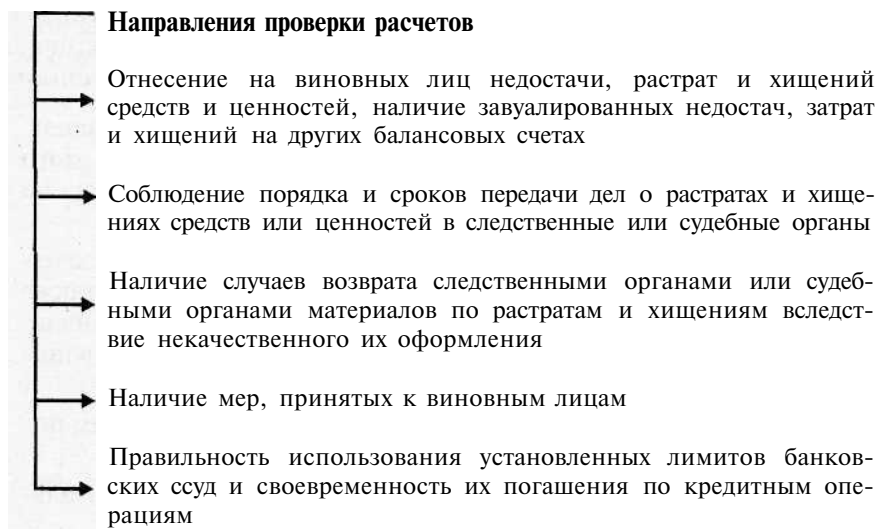 Направления проверки расчетов
Отнесение на виновных лиц недостачи, растрат и хищений
средств и ценностей, наличие завуалированных недостач, затрат
и хищений на других балансовых счетах
Соблюдение порядка и сроков передачи дел о растратах и хище-
ниях средств или ценностей в следственные или судебные органы
Наличие случаев возврата следственными органами или судеб-
ными органами материалов по растратам и хищениям вследст-
вие некачественного их оформления
Наличие мер, принятых к виновным лицам
Правильность использования установленных лимитов банков-
ских ссуд и своевременность их погашения по кредитным опе-
рациям